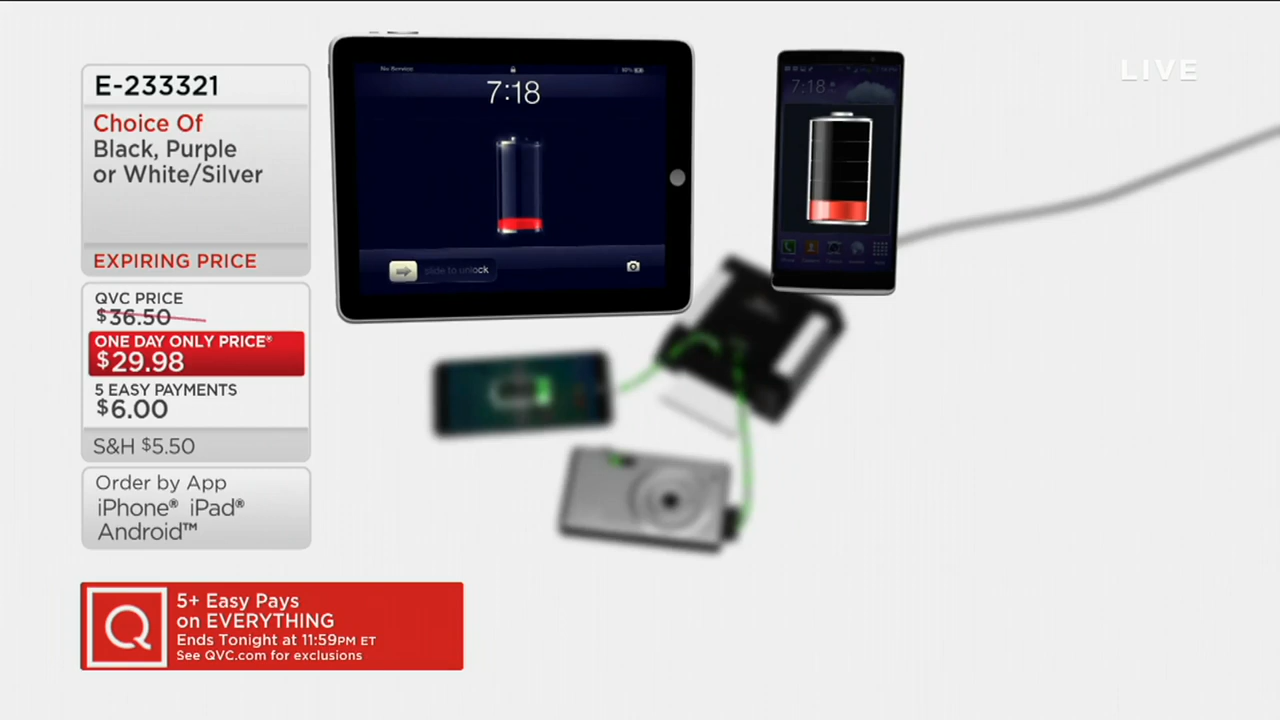 E-233321
Choice Of
Black, Purple
or White/Silver
EXPIRING PRICE
QVC PRICE
$36.50
ONE DAY ONLY PRICE®
$29.98
5 EASY PAYMENTS
$6.00
S&H $5.50
Order by App
iPhone® iPad®
Android™
Q
5+ Easy Pays
on EVERYTHING
Ends Tonight at 11:59PM ET
See QVC.com for exclusions
No Service
7:18
slide to unlock
7:18
LIVE